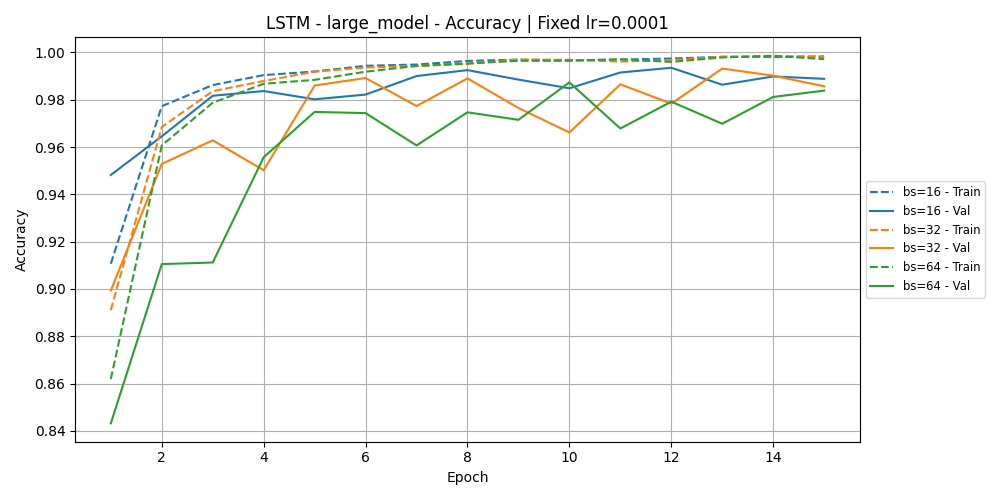 LSTM - large_model - Accuracy | Fixed lr=0.0001
Accuracy
1.00
0.98
0.96
0.94
0.92
0.90
0.88
0.86
0.84
2 4 6 8 10 12 14
Epoch
bs=16 - Train
bs=16 - Val
bs=32 - Train
bs=32 - Val
bs=64 - Train
bs=64 - Val